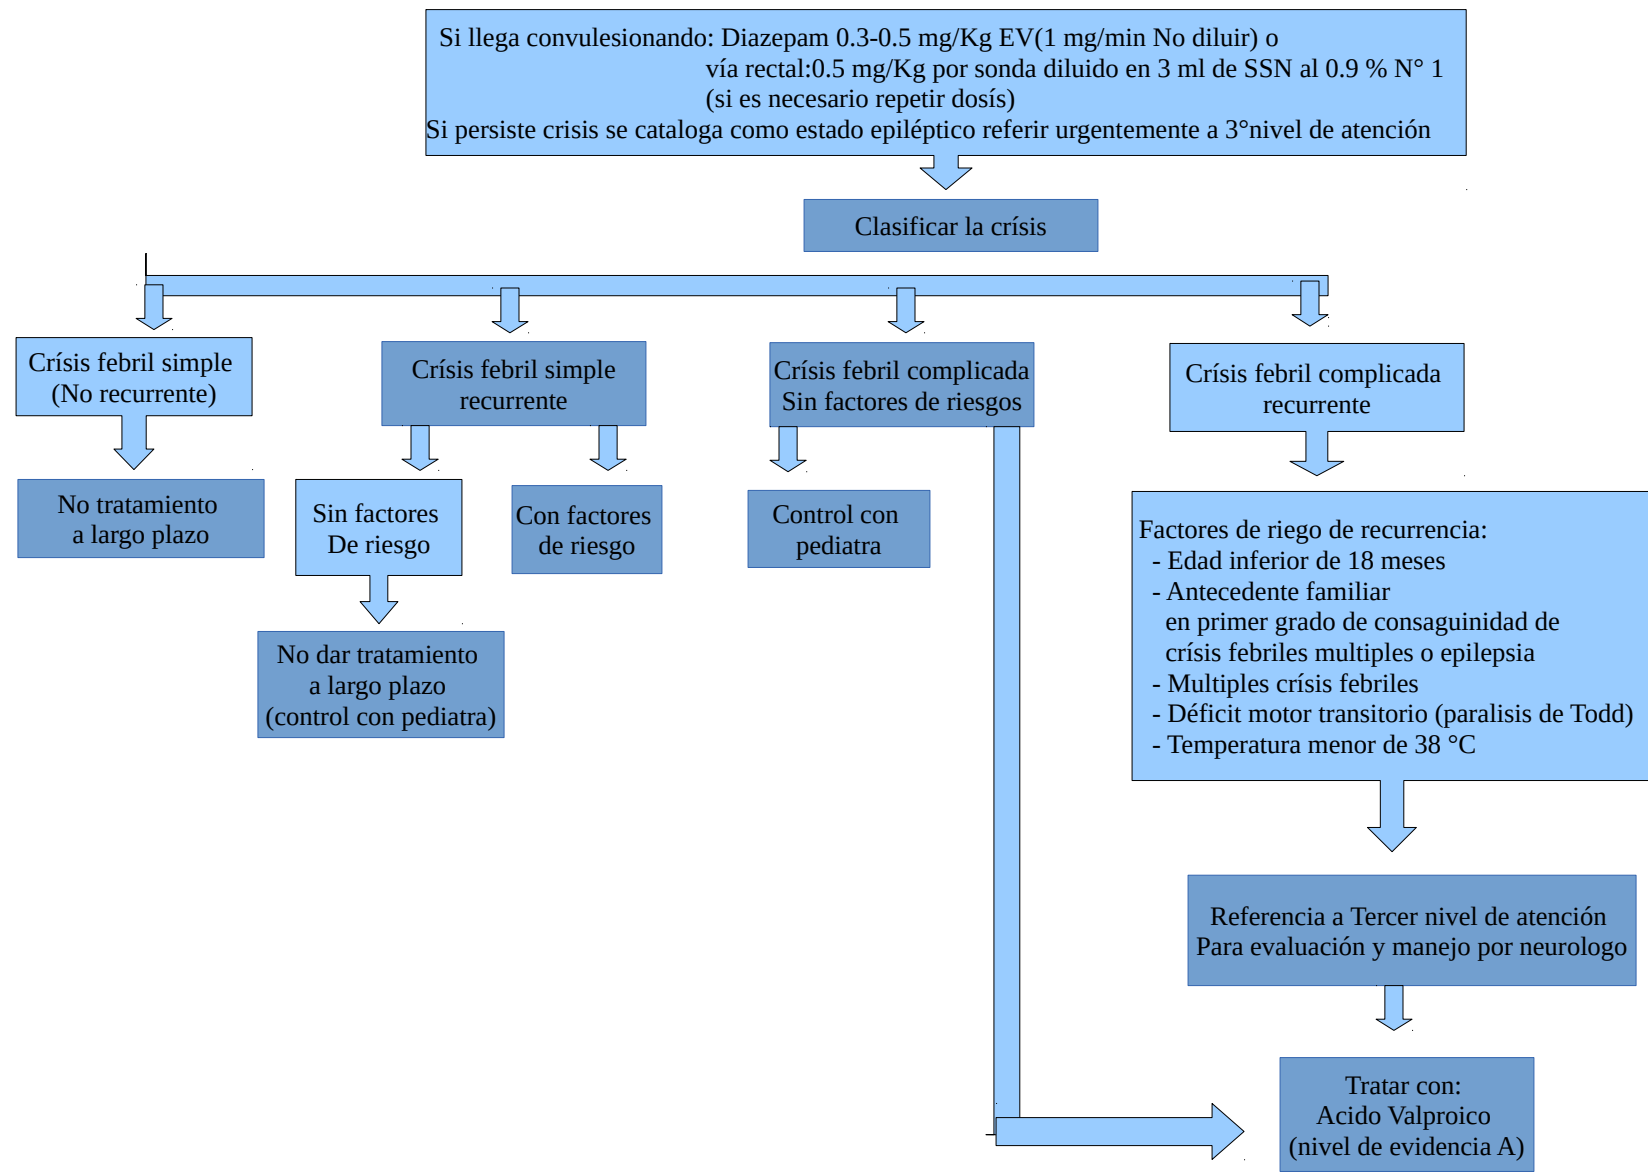 Si llega convulesionando: Diazepam 0.3-0.5 mg/Kg EV(1 mg/min No diluir) o
vía rectal:0.5 mg/Kg por sonda diluido en 3 ml de SSN al 0.9 % N° 1
(si es necesario repetir dosís)
Si persiste crisis se cataloga como estado epiléptico referir urgentemente a 3°nivel de atención
Clasificar la crísis
Crísis febril simple
(No recurrente)
Crísis febril simple
recurrente
Crísis febril complicada
Sin factores de riesgos
Crísis febril complicada
recurrente
No tratamiento
a largo plazo
Sin factores
De riesgo
Con factores
de riesgo
Control con
pediatra
Factores de riego de recurrencia:
- Edad inferior de 18 meses
- Antecedente familiar
en primer grado de consaguinidad de
crísis febriles multiples o epilepsia
- Multiples crísis febriles
- Déficit motor transitorio (paralisis de Todd)
- Temperatura menor de 38 °C
No dar tratamiento
a largo plazo
(control con pediatra)
Referencia a Tercer nivel de atención
Para evaluación y manejo por neurologo
Tratar con:
Acido Valproico
(nivel de evidencia A)